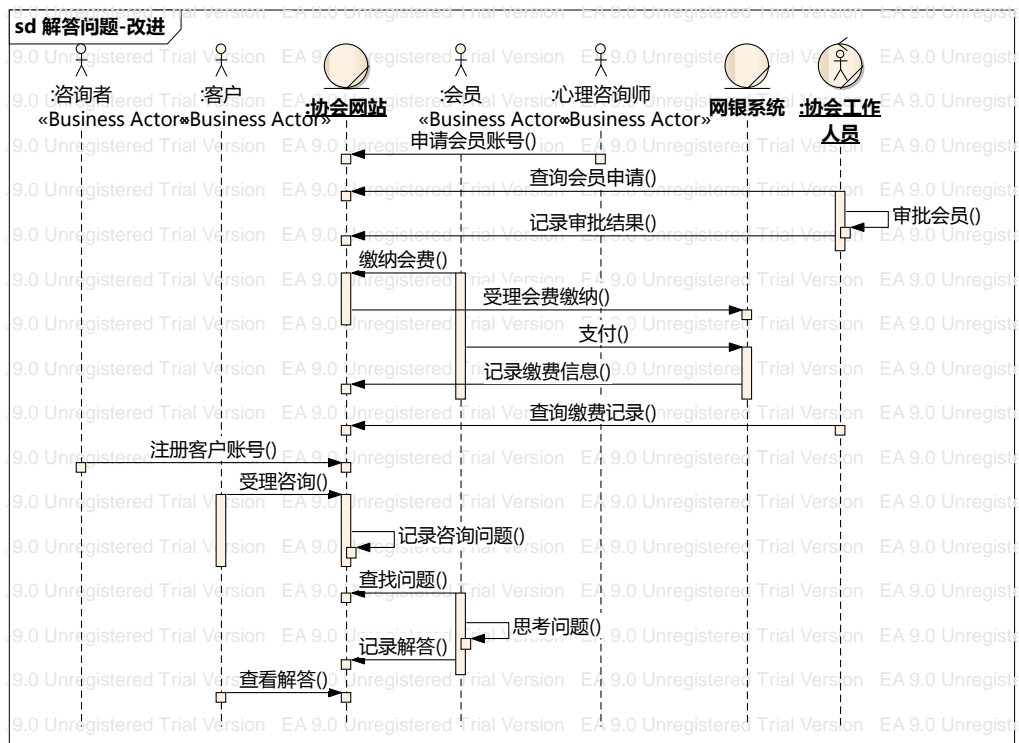 sd 解答问题-改进
:咨询者
:客户
:协会网站
:会员
:心理咨询师
网银系统
:协会工作
人员
«Business Actor»
«Business Actor»
«Business Actor»
«Business Actor»
申请会员账号()
查询会员申请()
审批会员()
记录审批结果()
缴纳会费()
受理会费缴纳()
支付()
记录缴费信息()
查询缴费记录()
注册客户账号()
受理咨询()
记录咨询问题()
查找问题()
思考问题()
记录解答()
查看解答()
EA 9.0 Unregistered Trial Version